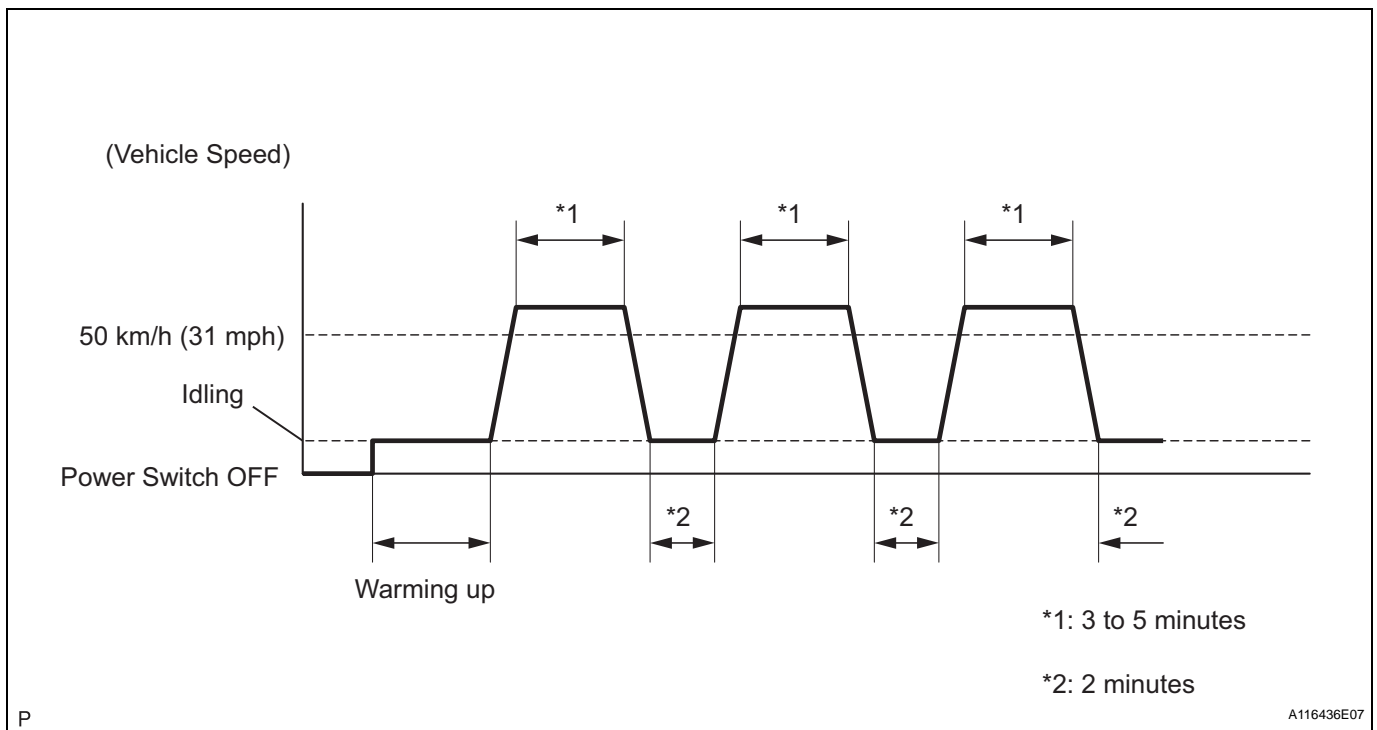 (Vehicle Speed)
*1
*1
*1
50 km/h (31 mph)
Idling
Power Switch OFF
*2
*2
*2
Warming up
*1: 3 to 5 minutes
*2: 2 minutes
P
A116436E07